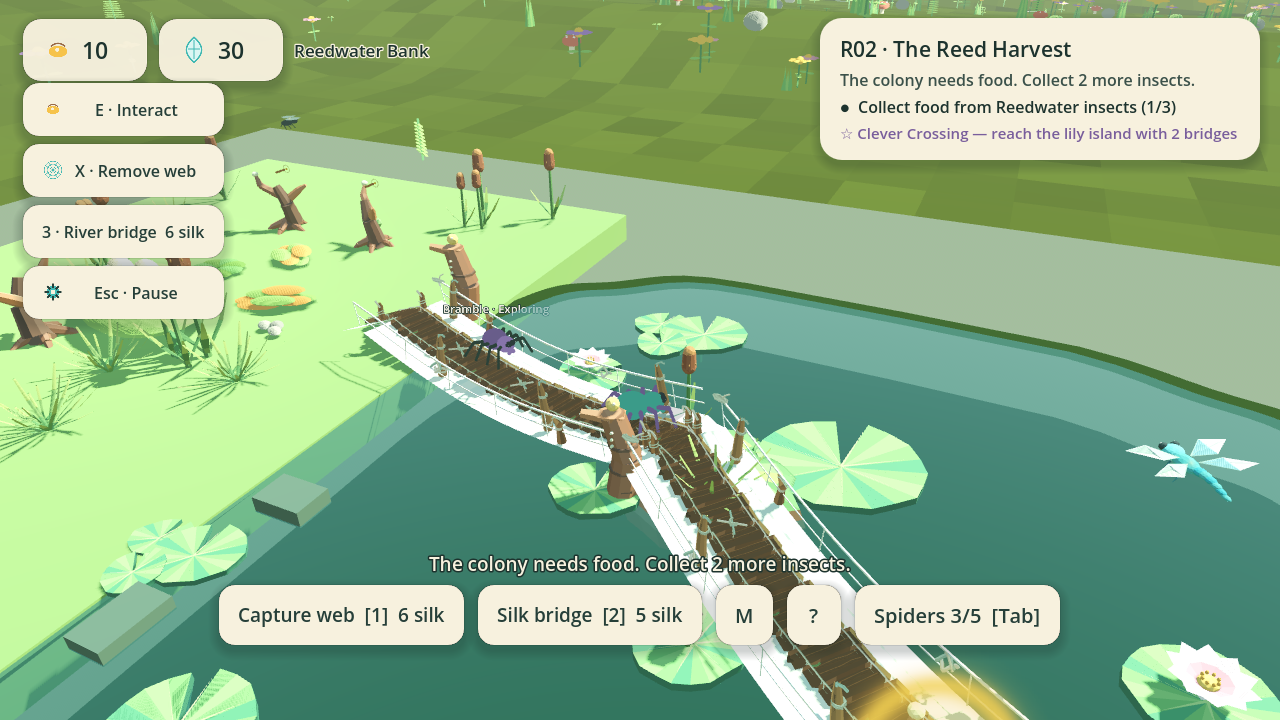 10
30
Reedwater Bank
E · Interact
X · Remove web
3 · River bridge 6 silk
Esc · Pause
R02 · The Reed Harvest
The colony needs food. Collect 2 more insects.
● Collect food from Reedwater insects (1/3)
☆ Clever Crossing — reach the lily island with 2 bridges
Bramble · Exploring
The colony needs food. Collect 2 more insects.
Capture web [1] 6 silk
Silk bridge [2] 5 silk
M
?
Spiders 3/5 [Tab]